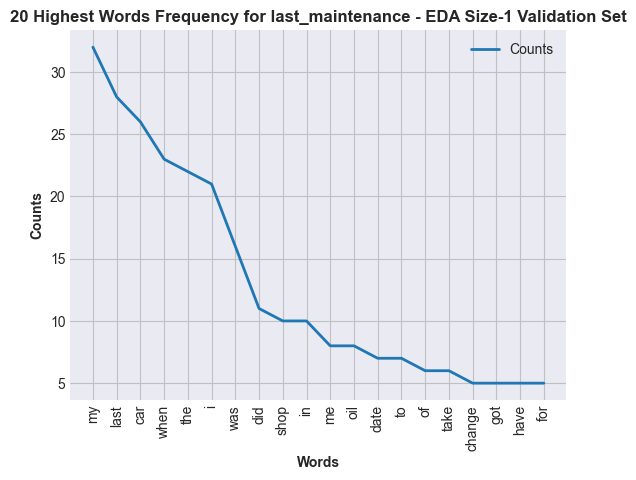 20 Highest Words Frequency for last_maintenance - EDA Size-1 Validation Set
Counts
30
25
20
15
10
5
Counts
my
last
car
when
the
i
was
did
shop
in
me
oil
date
to
of
take
change
got
have
for
Words